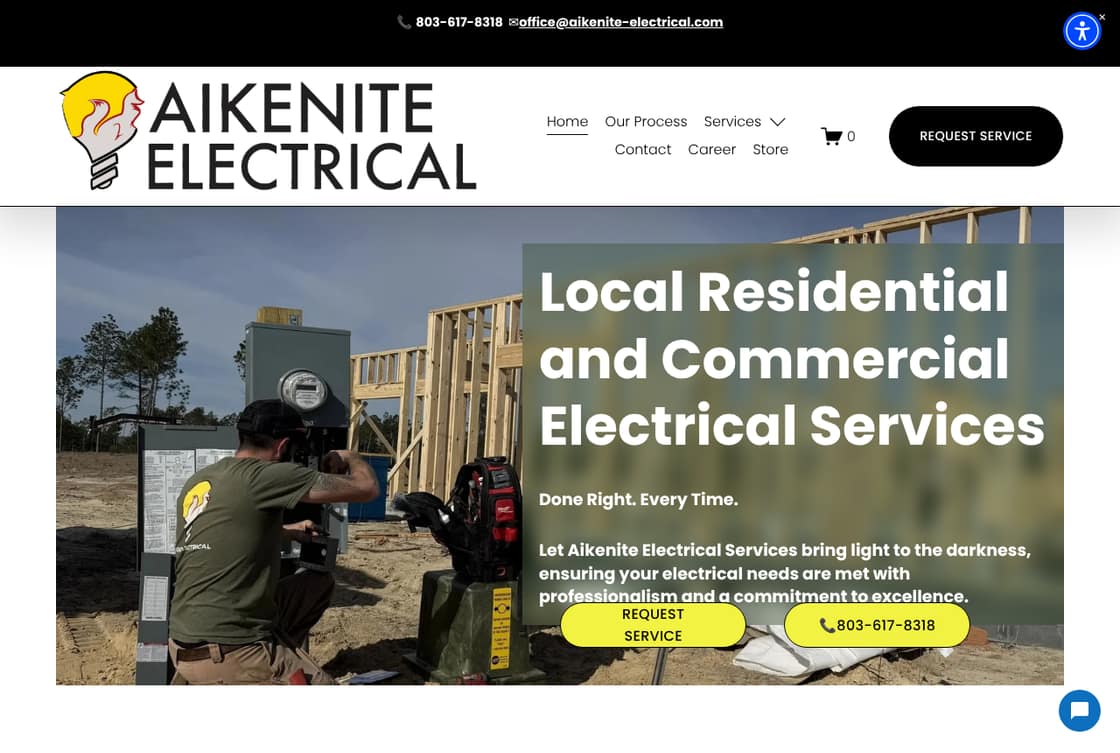 📞 803-617-8318 ✉office@aikenite-electrical.com
×
AIKENITE
ELECTRICAL
Home Our Process Services
Contact Career Store
0
REQUEST SERVICE
Local Residential
and Commercial
Electrical Services
Done Right. Every Time.
Let Aikenite Electrical Services bring light to the darkness,
ensuring your electrical needs are met with
professionalism and a commitment to excellence.
REQUEST
SERVICE
📞803-617-8318